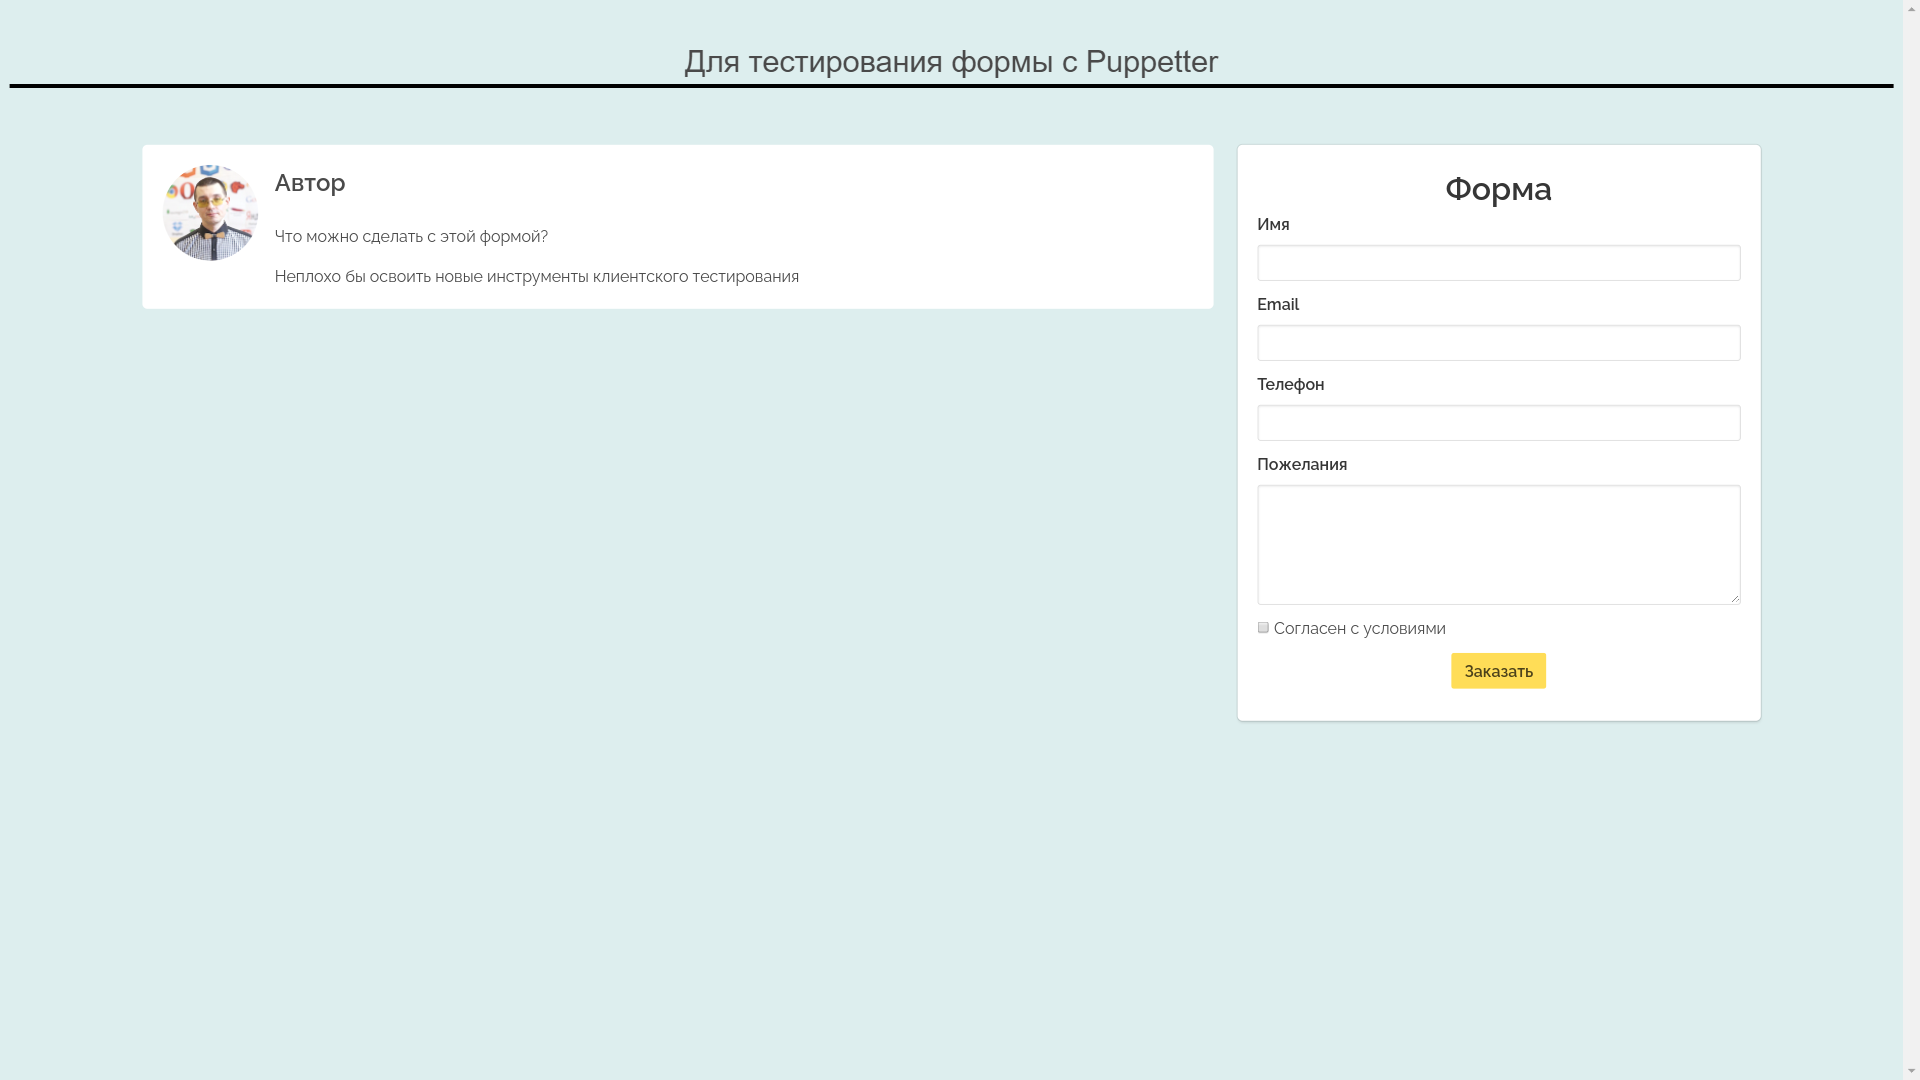 Для тестирования формы с Puppetter
Автор
Что можно сделать с этой формой?
Неплохо бы освоить новые инструменты клиентского тестирования
Форма
Имя
Email
Телефон
Пожелания
Согласен с условиями
Заказать